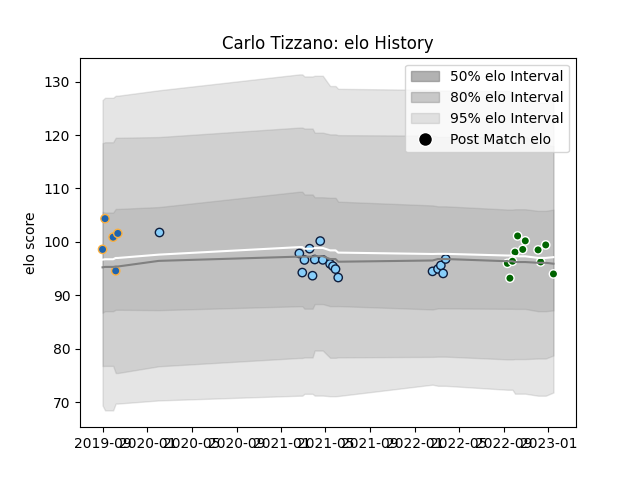 Carlo Tizzano: elo History
130
120
110
100
90
80
70
elo score
50% elo Interval
80% elo Interval
95% elo Interval
Post Match elo
2019-09 2020-01 2020-05 2020-09 2021-01 2021-05 2021-09 2022-01 2022-05 2022-09 2023-01